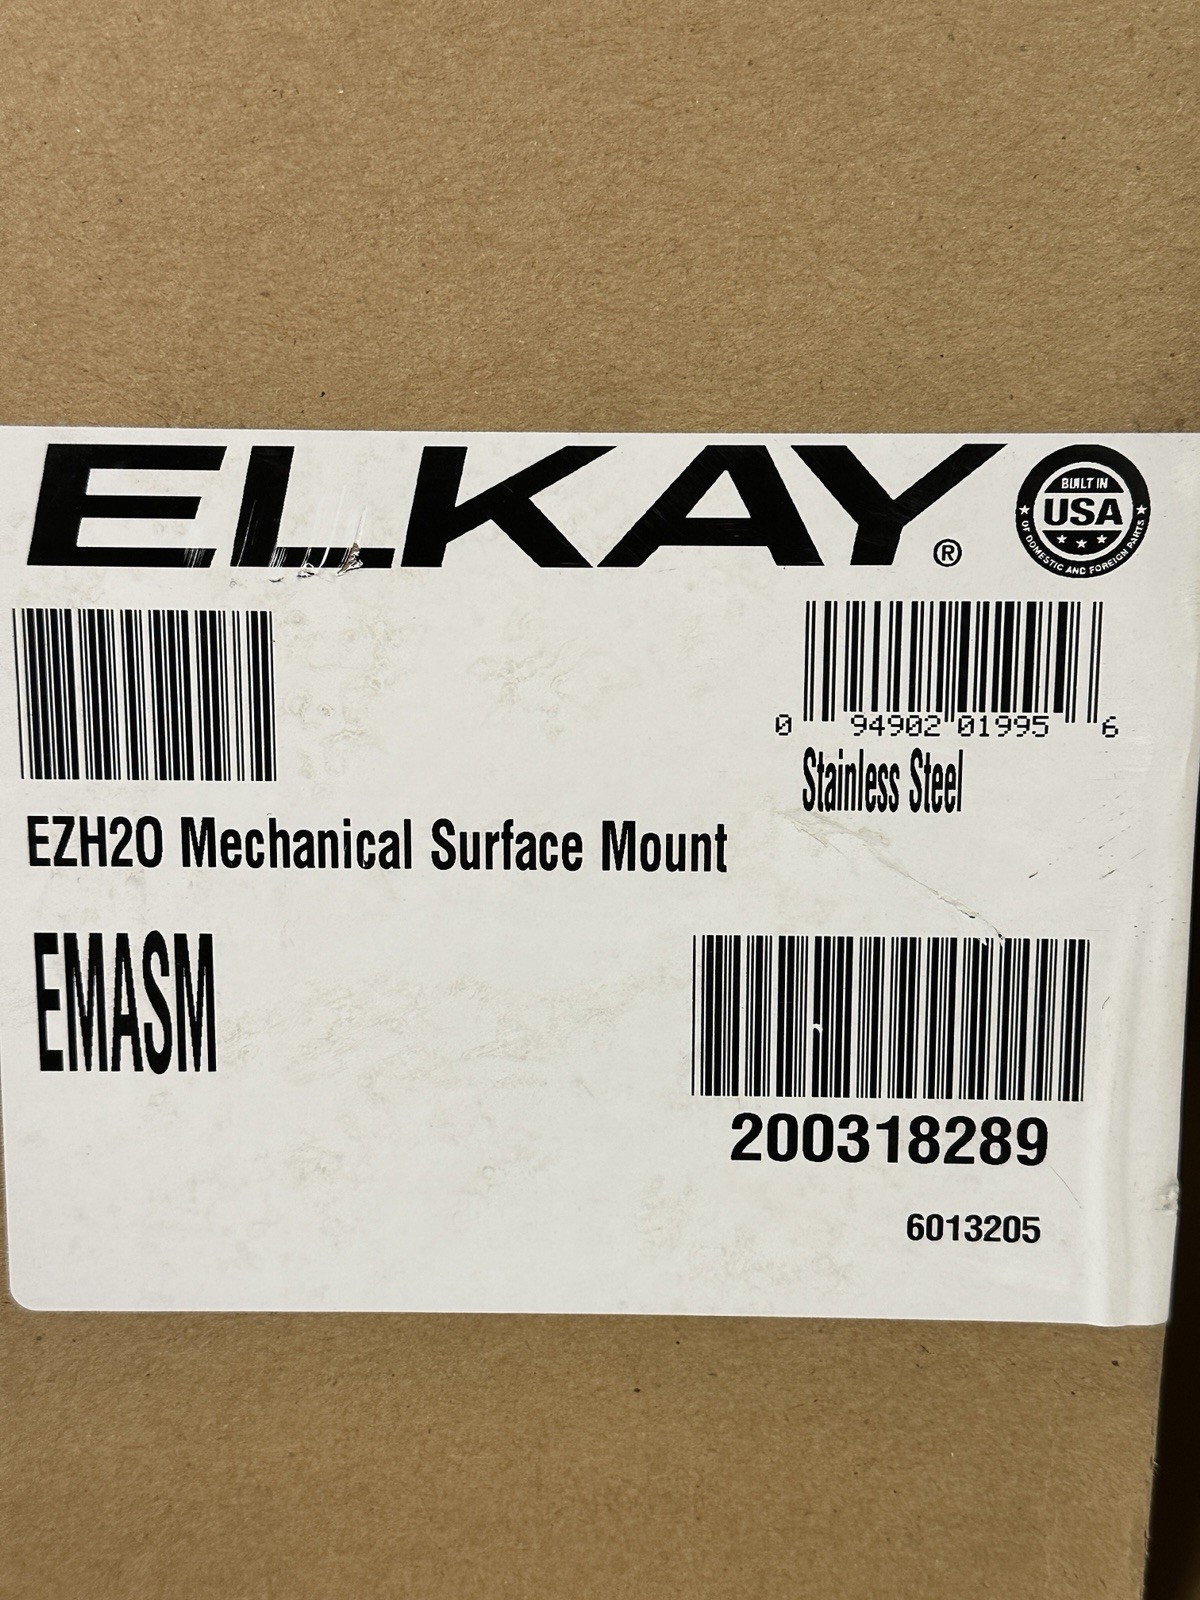 ELKAY®
BUILT IN
USA
OF DOMESTIC AND FOREIGN PARTS
0 94902 01995 6
Stainless Steel
EZH2O Mechanical Surface Mount
EMASM
200318289
6013205